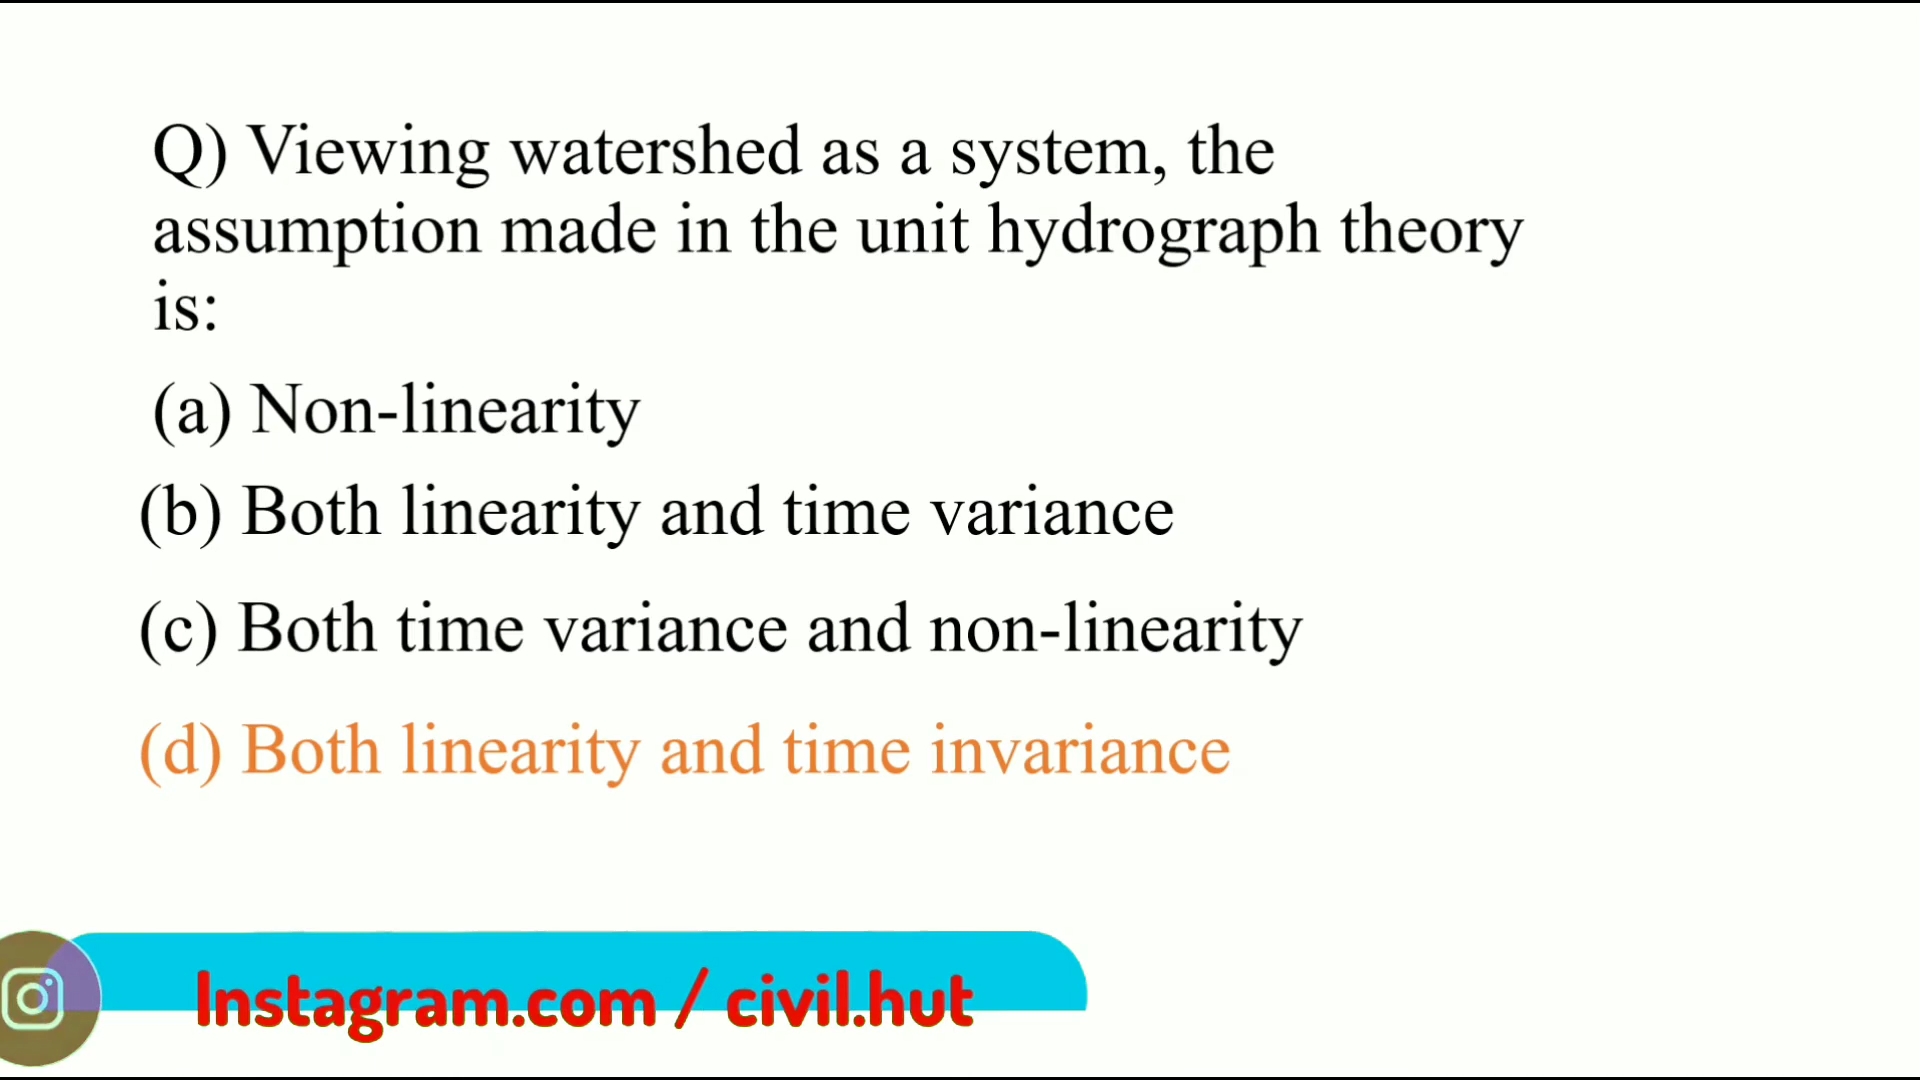 Q) Viewing watershed as a system, the
assumption made in the unit hydrograph theory
is:
(a) Non-linearity
(b) Both linearity and time variance
(c) Both time variance and non-linearity
(d) Both linearity and time invariance
Instagram.com / civil.hut